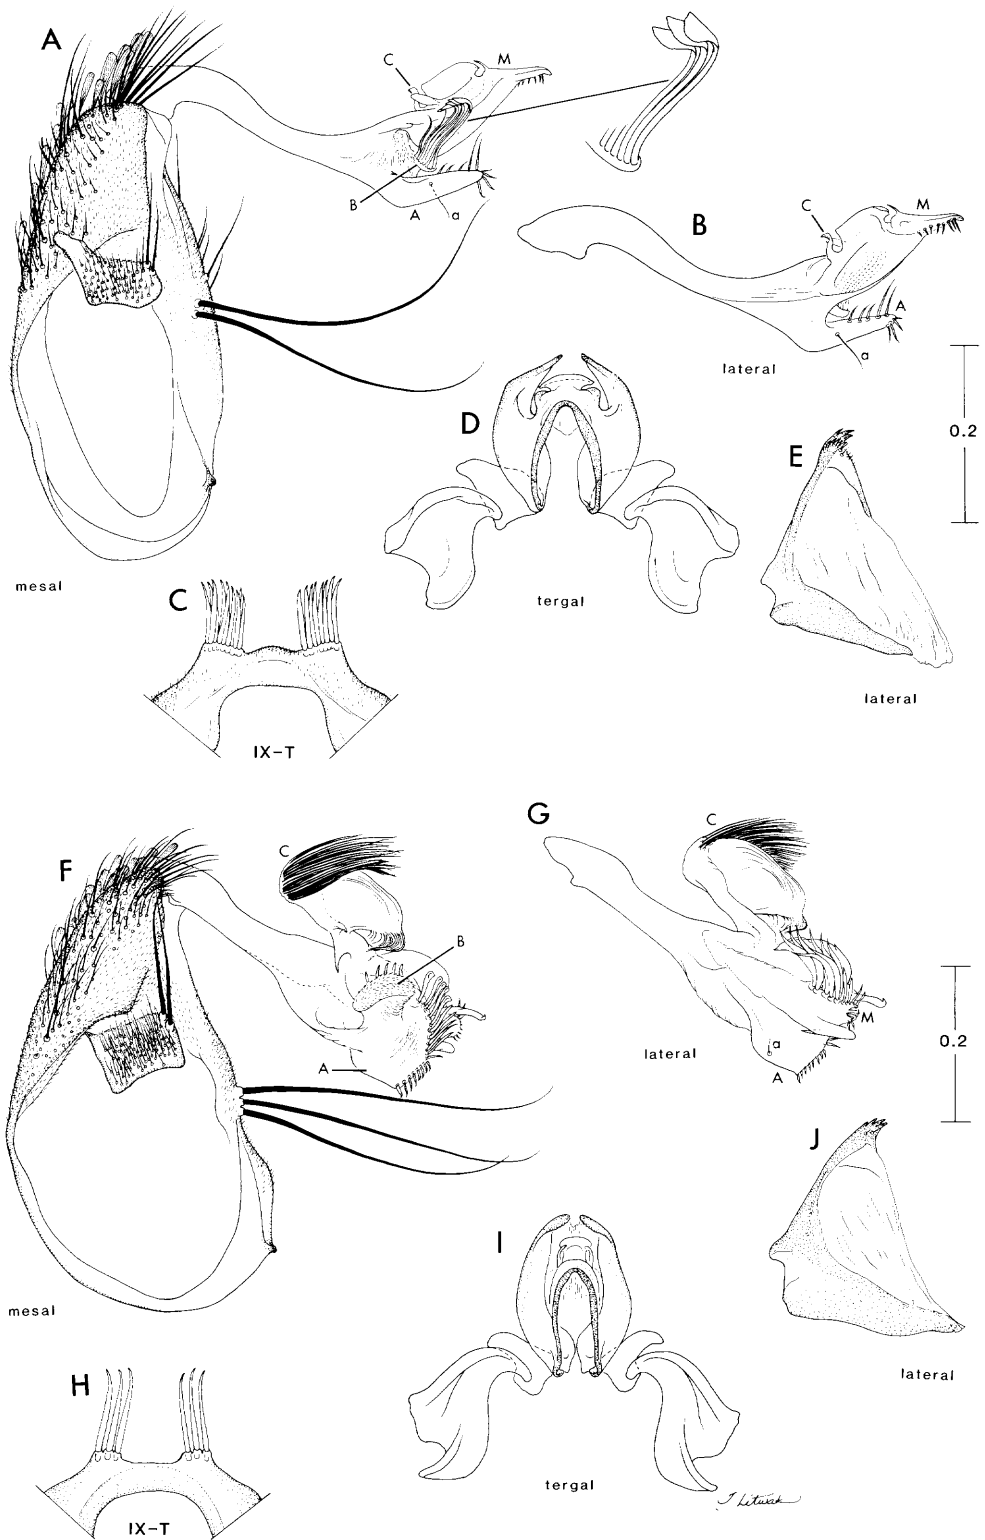 A
C
M
B
A
a
mesal
B
C
M
A
a
lateral
D
tergal
0.2
E
lateral
C
IX-T
F
C
B
A
mesal
G
C
M
a
A
lateral
0.2
J
lateral
I
tergal
T. Litwak
H
IX-T